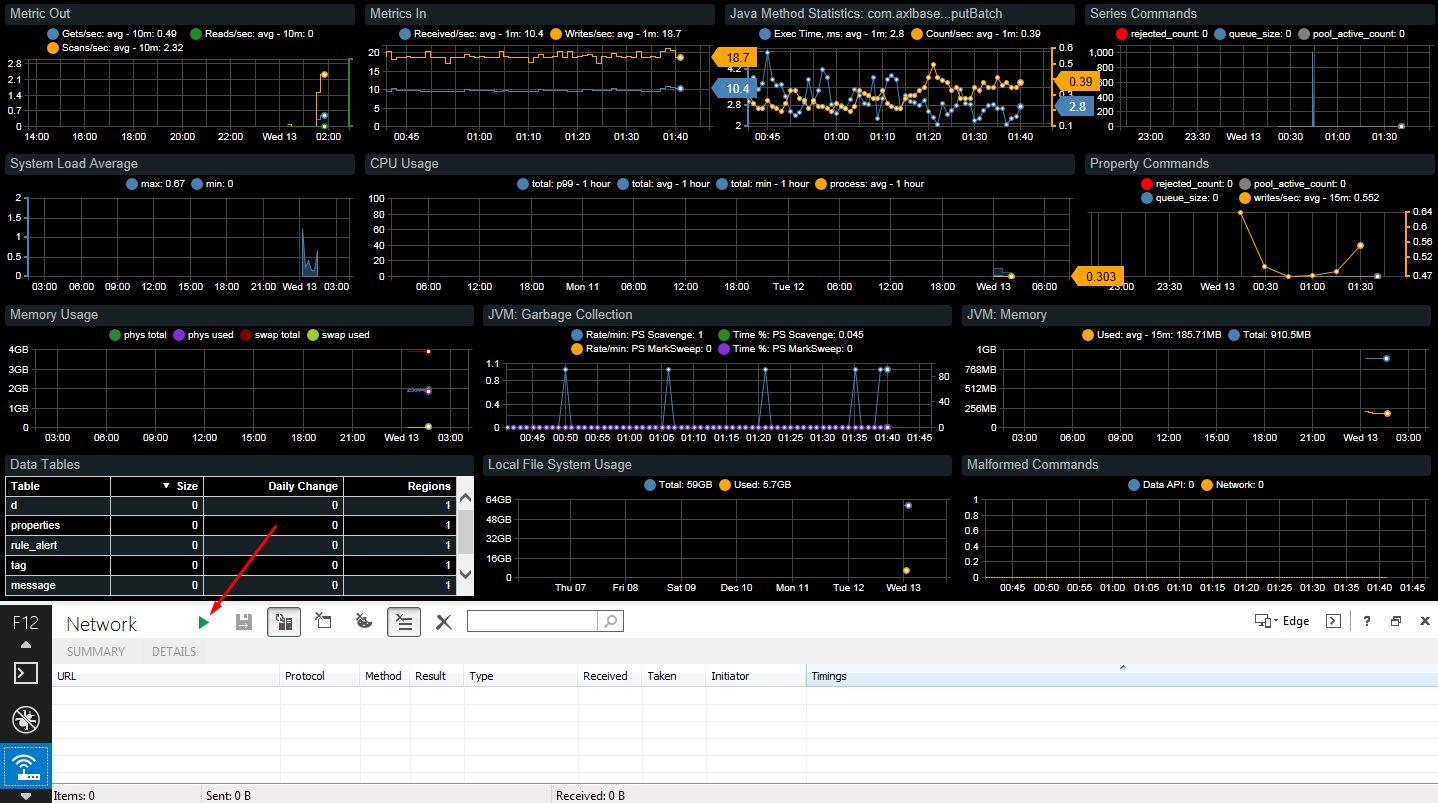 Metric Out
Gets/sec: avg - 10m: 0.49 Reads/sec: avg - 10m: 0
Scans/sec: avg - 10m: 2.32
2.8
2.1
1.4
0.7
0
14:00 16:00 18:00 20:00 22:00 Wed 13 02:00
Metrics In
Received/sec: avg - 1m: 10.4 Writes/sec: avg - 1m: 18.7
20
15
10
5
0
18.7
10.4
00:45 01:00 01:10 01:20 01:30 01:40
Java Method Statistics: com.axibase...putBatch
Exec Time, ms: avg - 1m: 2.8 Count/sec: avg - 1m: 0.39
4.2
2.8
2
0.6
0.5
0.39
0.3
2.8
0.1
00:45 01:00 01:10 01:20 01:30 01:40
Series Commands
rejected_count: 0 queue_size: 0 pool_active_count: 0
1,000
800
600
400
200
0
23:00 23:30 Wed 13 00:30 01:00 01:30
System Load Average
max: 0.67 min: 0
2
1.5
1
0.5
0
03:00 06:00 09:00 12:00 15:00 18:00 21:00 Wed 13 03:00
CPU Usage
total: p99 - 1 hour total: avg - 1 hour total: min - 1 hour process: avg - 1 hour
100
80
60
40
20
0
0.303
06:00 12:00 18:00 Mon 11 06:00 12:00 18:00 Tue 12 06:00 12:00 18:00 Wed 13 06:00
Property Commands
rejected_count: 0 pool_active_count: 0
queue_size: 0 writes/sec: avg - 15m: 0.552
0.64
0.6
0.56
0.52
0.47
23:00 23:30 Wed 13 00:30 01:00 01:30
Memory Usage
phys total phys used swap total swap used
4GB
3GB
2GB
1GB
0
03:00 06:00 09:00 12:00 15:00 18:00 21:00 Wed 13 03:00
JVM: Garbage Collection
Rate/min: PS Scavenge: 1 Time %: PS Scavenge: 0.045
Rate/min: PS MarkSweep: 0 Time %: PS MarkSweep: 0
1.1
0.8
0.4
0
80
40
0
00:45 00:50 00:55 01:00 01:05 01:10 01:15 01:20 01:25 01:30 01:35 01:40 01:45
JVM: Memory
Used: avg - 15m: 185.71MB Total: 910.5MB
1GB
768MB
512MB
256MB
0
03:00 06:00 09:00 12:00 15:00 18:00 21:00 Wed 13 03:00
Data Tables
Table ▼ Size Daily Change Regions
d 0 0 1
properties 0 0 1
rule_alert 0 0 1
tag 0 0 1
message 0 0 1
Local File System Usage
Total: 59GB Used: 5.7GB
64GB
48GB
32GB
16GB
0
Thu 07 Fri 08 Sat 09 Dec 10 Mon 11 Tue 12 Wed 13
Malformed Commands
Data API: 0 Network: 0
1
0.8
0.6
0.4
0.2
0
00:45 00:50 00:55 01:00 01:05 01:10 01:15 01:20 01:25 01:30 01:35 01:40 01:45
F12 Network Edge ?
SUMMARY DETAILS
URL Protocol Method Result Type Received Taken Initiator Timings
Items: 0 Sent: 0 B Received: 0 B